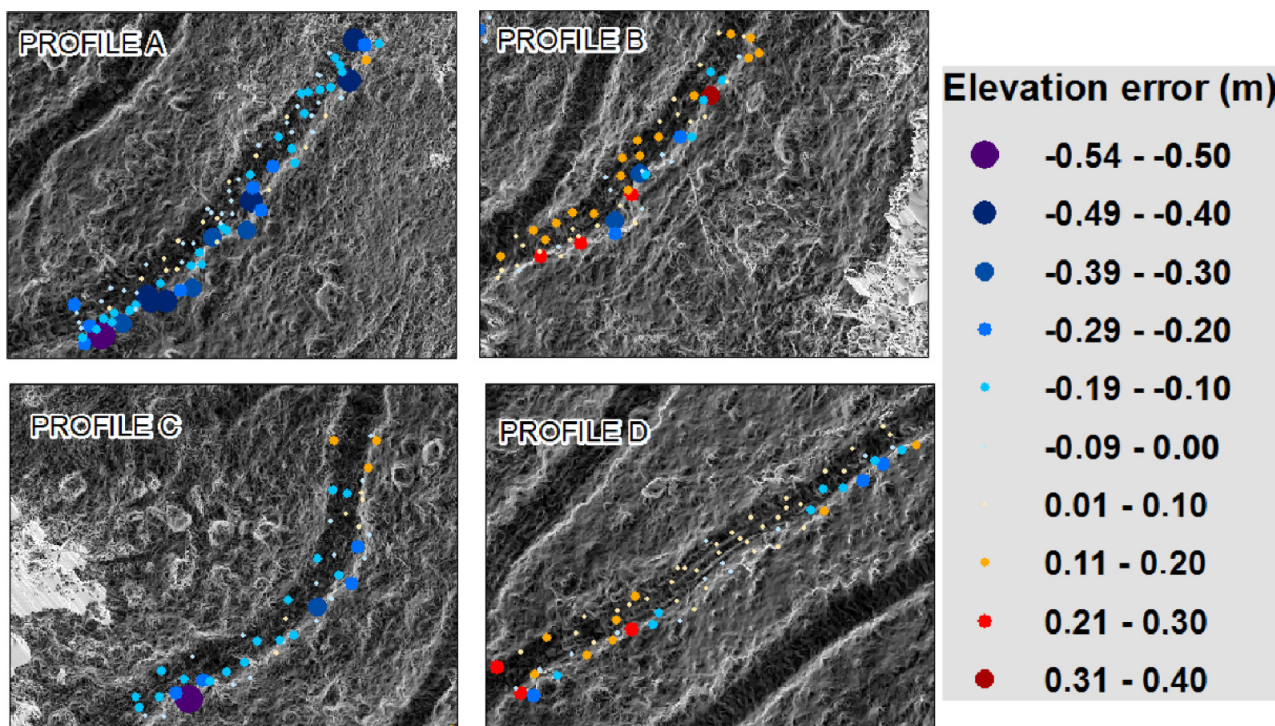 PROFILE A
PROFILE B
PROFILE C
PROFILE D
Elevation error (m)
-0.54 - -0.50
-0.49 - -0.40
-0.39 - -0.30
-0.29 - -0.20
-0.19 - -0.10
-0.09 - 0.00
0.01 - 0.10
0.11 - 0.20
0.21 - 0.30
0.31 - 0.40